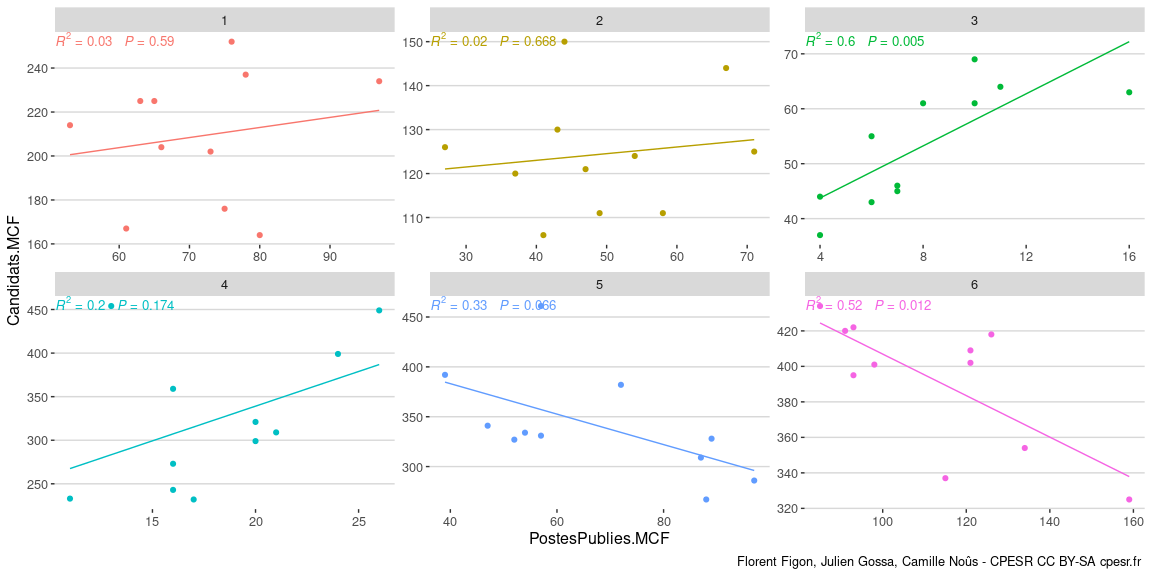 1
2
3
R2 = 0.03 P = 0.59
R2 = 0.02 P = 0.668
R2 = 0.6 P = 0.005
240
220
200
180
160
150
140
130
120
110
70
60
50
40
60 70 80 90
30 40 50 60 70
4 8 12 16
Candidats.MCF
4
5
6
R2 = 0.2 P = 0.174
R2 = 0.33 P = 0.066
R2 = 0.52 P = 0.012
450
400
350
300
250
450
400
350
300
420
400
380
360
340
320
15 20 25
40 60 80
100 120 140 160
PostesPublies.MCF
Florent Figon, Julien Gossa, Camille Noûs - CPESR CC BY-SA cpesr.fr